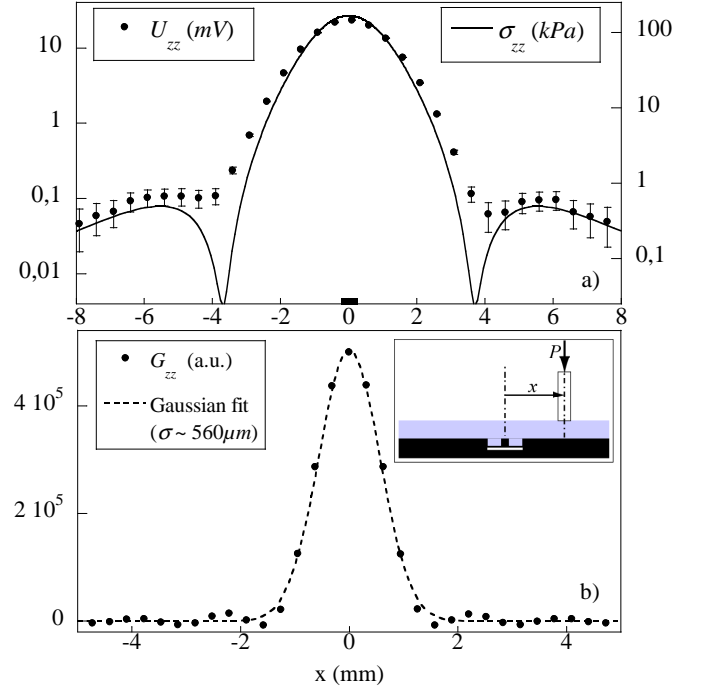 U_zz (mV)
σ_zz (kPa)
10
1
0,1
0,01
100
10
1
0,1
a)
-8 -6 -4 -2 0 2 4 6 8
G_zz (a.u.)
Gaussian fit
(σ ~ 560µm)
P
x
4 10^5
2 10^5
0
b)
-4 -2 0 2 4
x (mm)